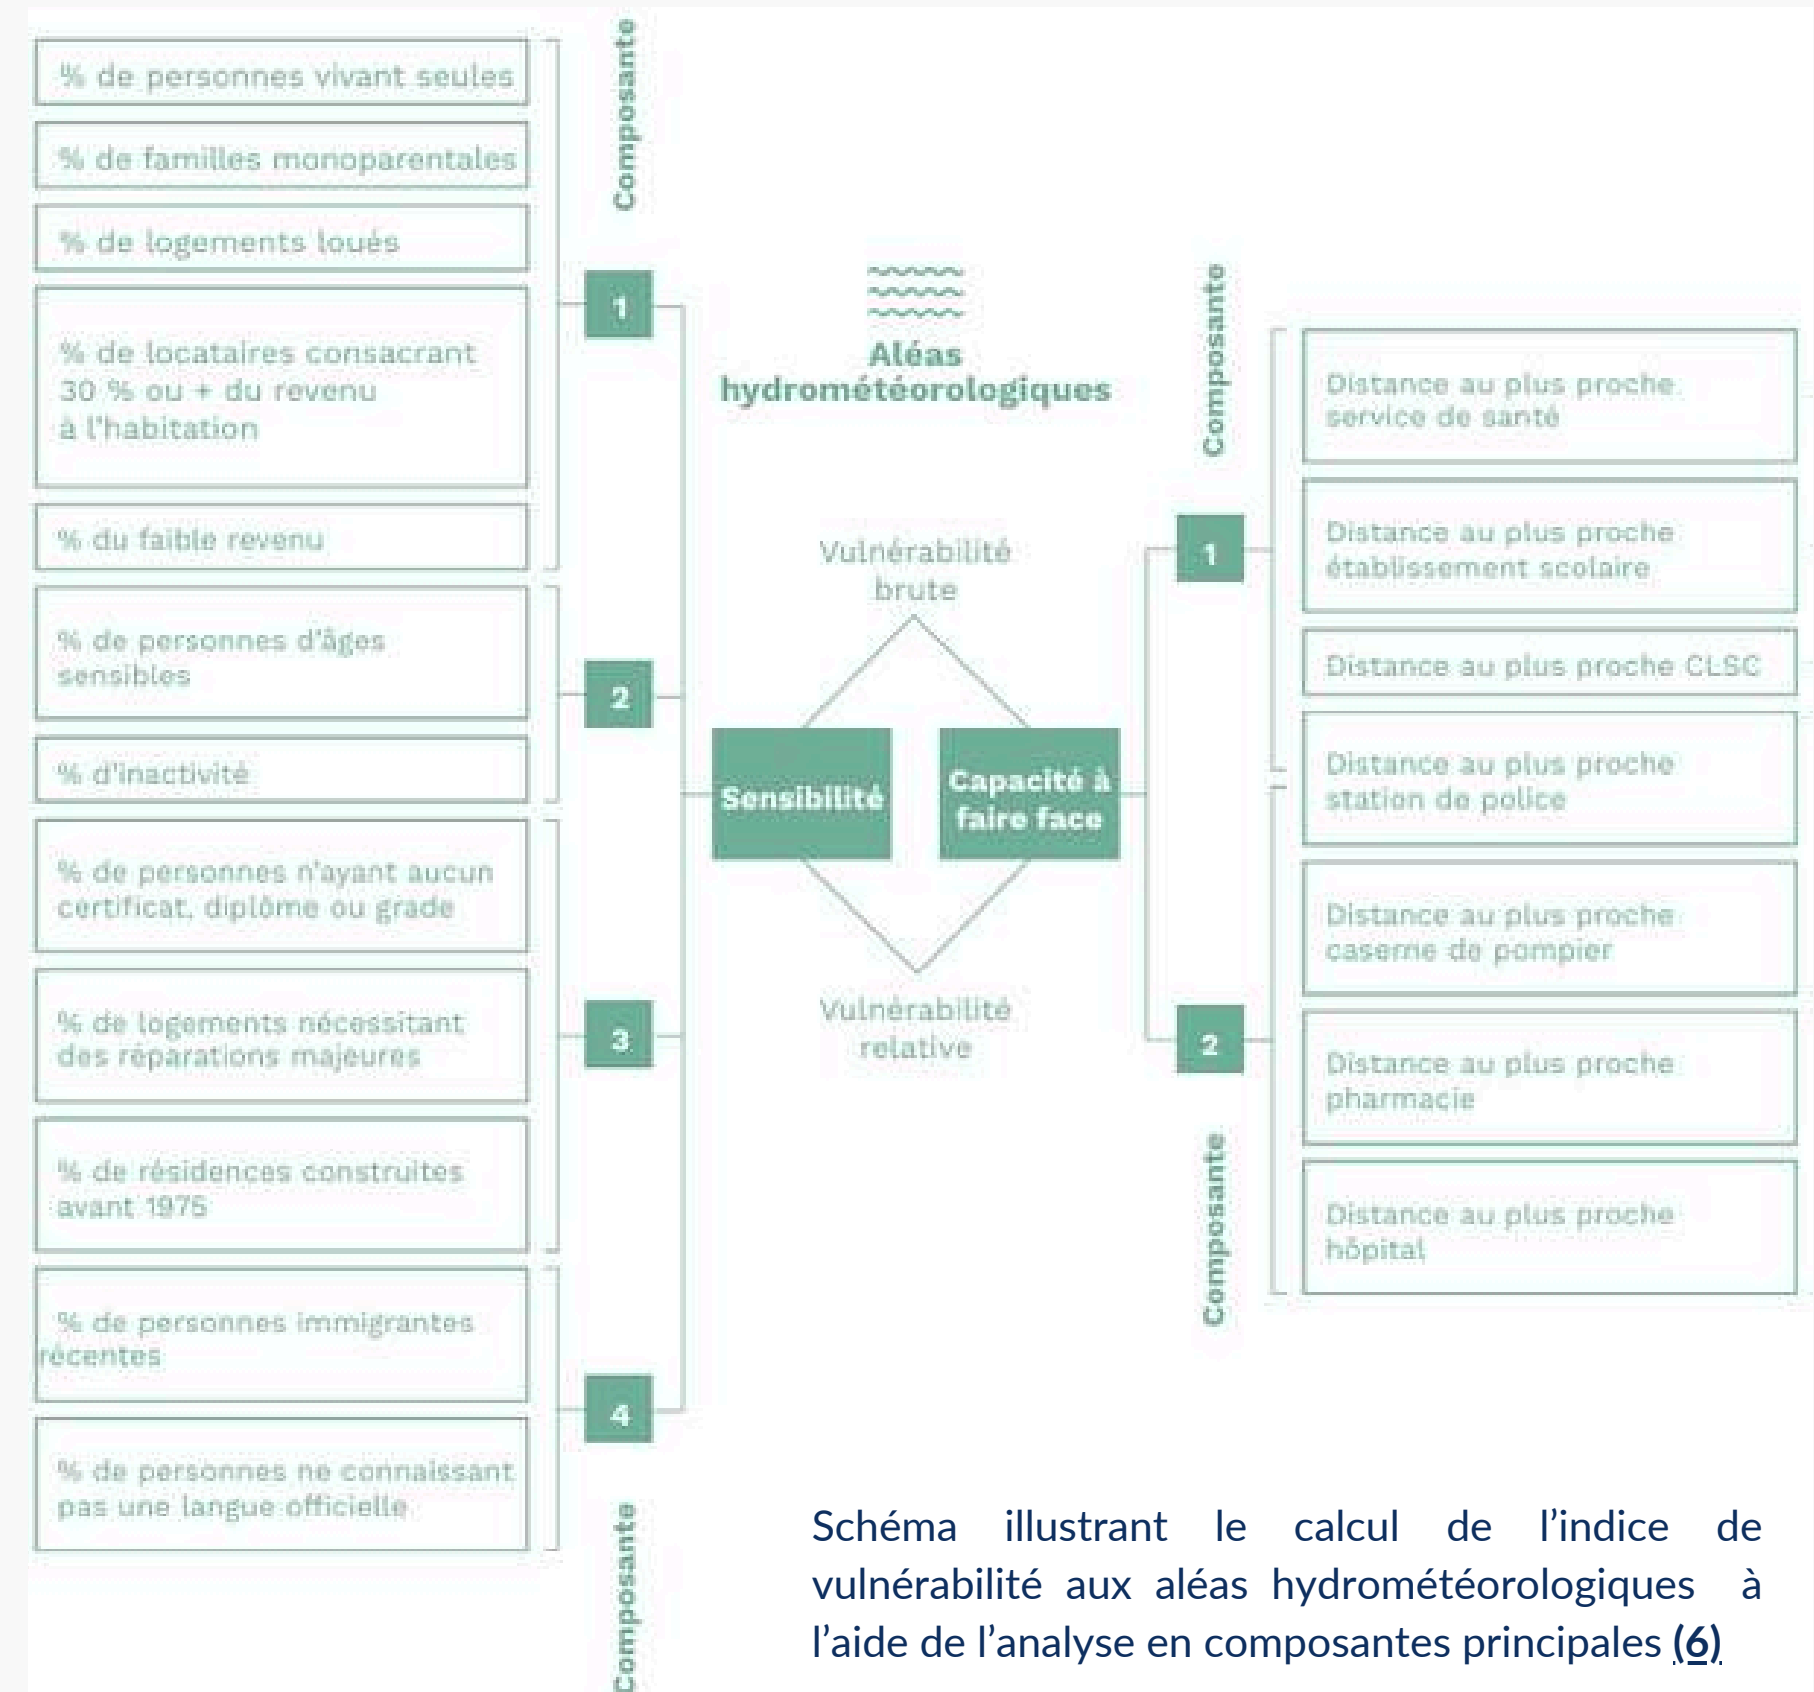 Composante
% de personnes vivant seules
% de familles monoparentales
% de logements loués
% de locataires consacrant
30 % ou + du revenu
à l'habitation
% du faible revenu
1
% de personnes d'âges
sensibles
% d'inactivité
2
% de personnes n'ayant aucun
certificat, diplôme ou grade
% de logements nécessitant
des réparations majeures
% de résidences construites
avant 1975
3
% de personnes immigrantes
récentes
% de personnes ne connaissant
pas une langue officielle
4
Composante
Aléas
hydrométéorologiques
Vulnérabilité
brute
Sensibilité
Capacité à
faire face
Vulnérabilité
relative
Composante
1
Distance au plus proche
service de santé
Distance au plus proche
établissement scolaire
Distance au plus proche CLSC
Distance au plus proche
station de police
2
Distance au plus proche
caserne de pompier
Distance au plus proche
pharmacie
Distance au plus proche
hôpital
Composante
Schéma illustrant le calcul de l’indice de
vulnérabilité aux aléas hydrométéorologiques à
l’aide de l’analyse en composantes principales (6)